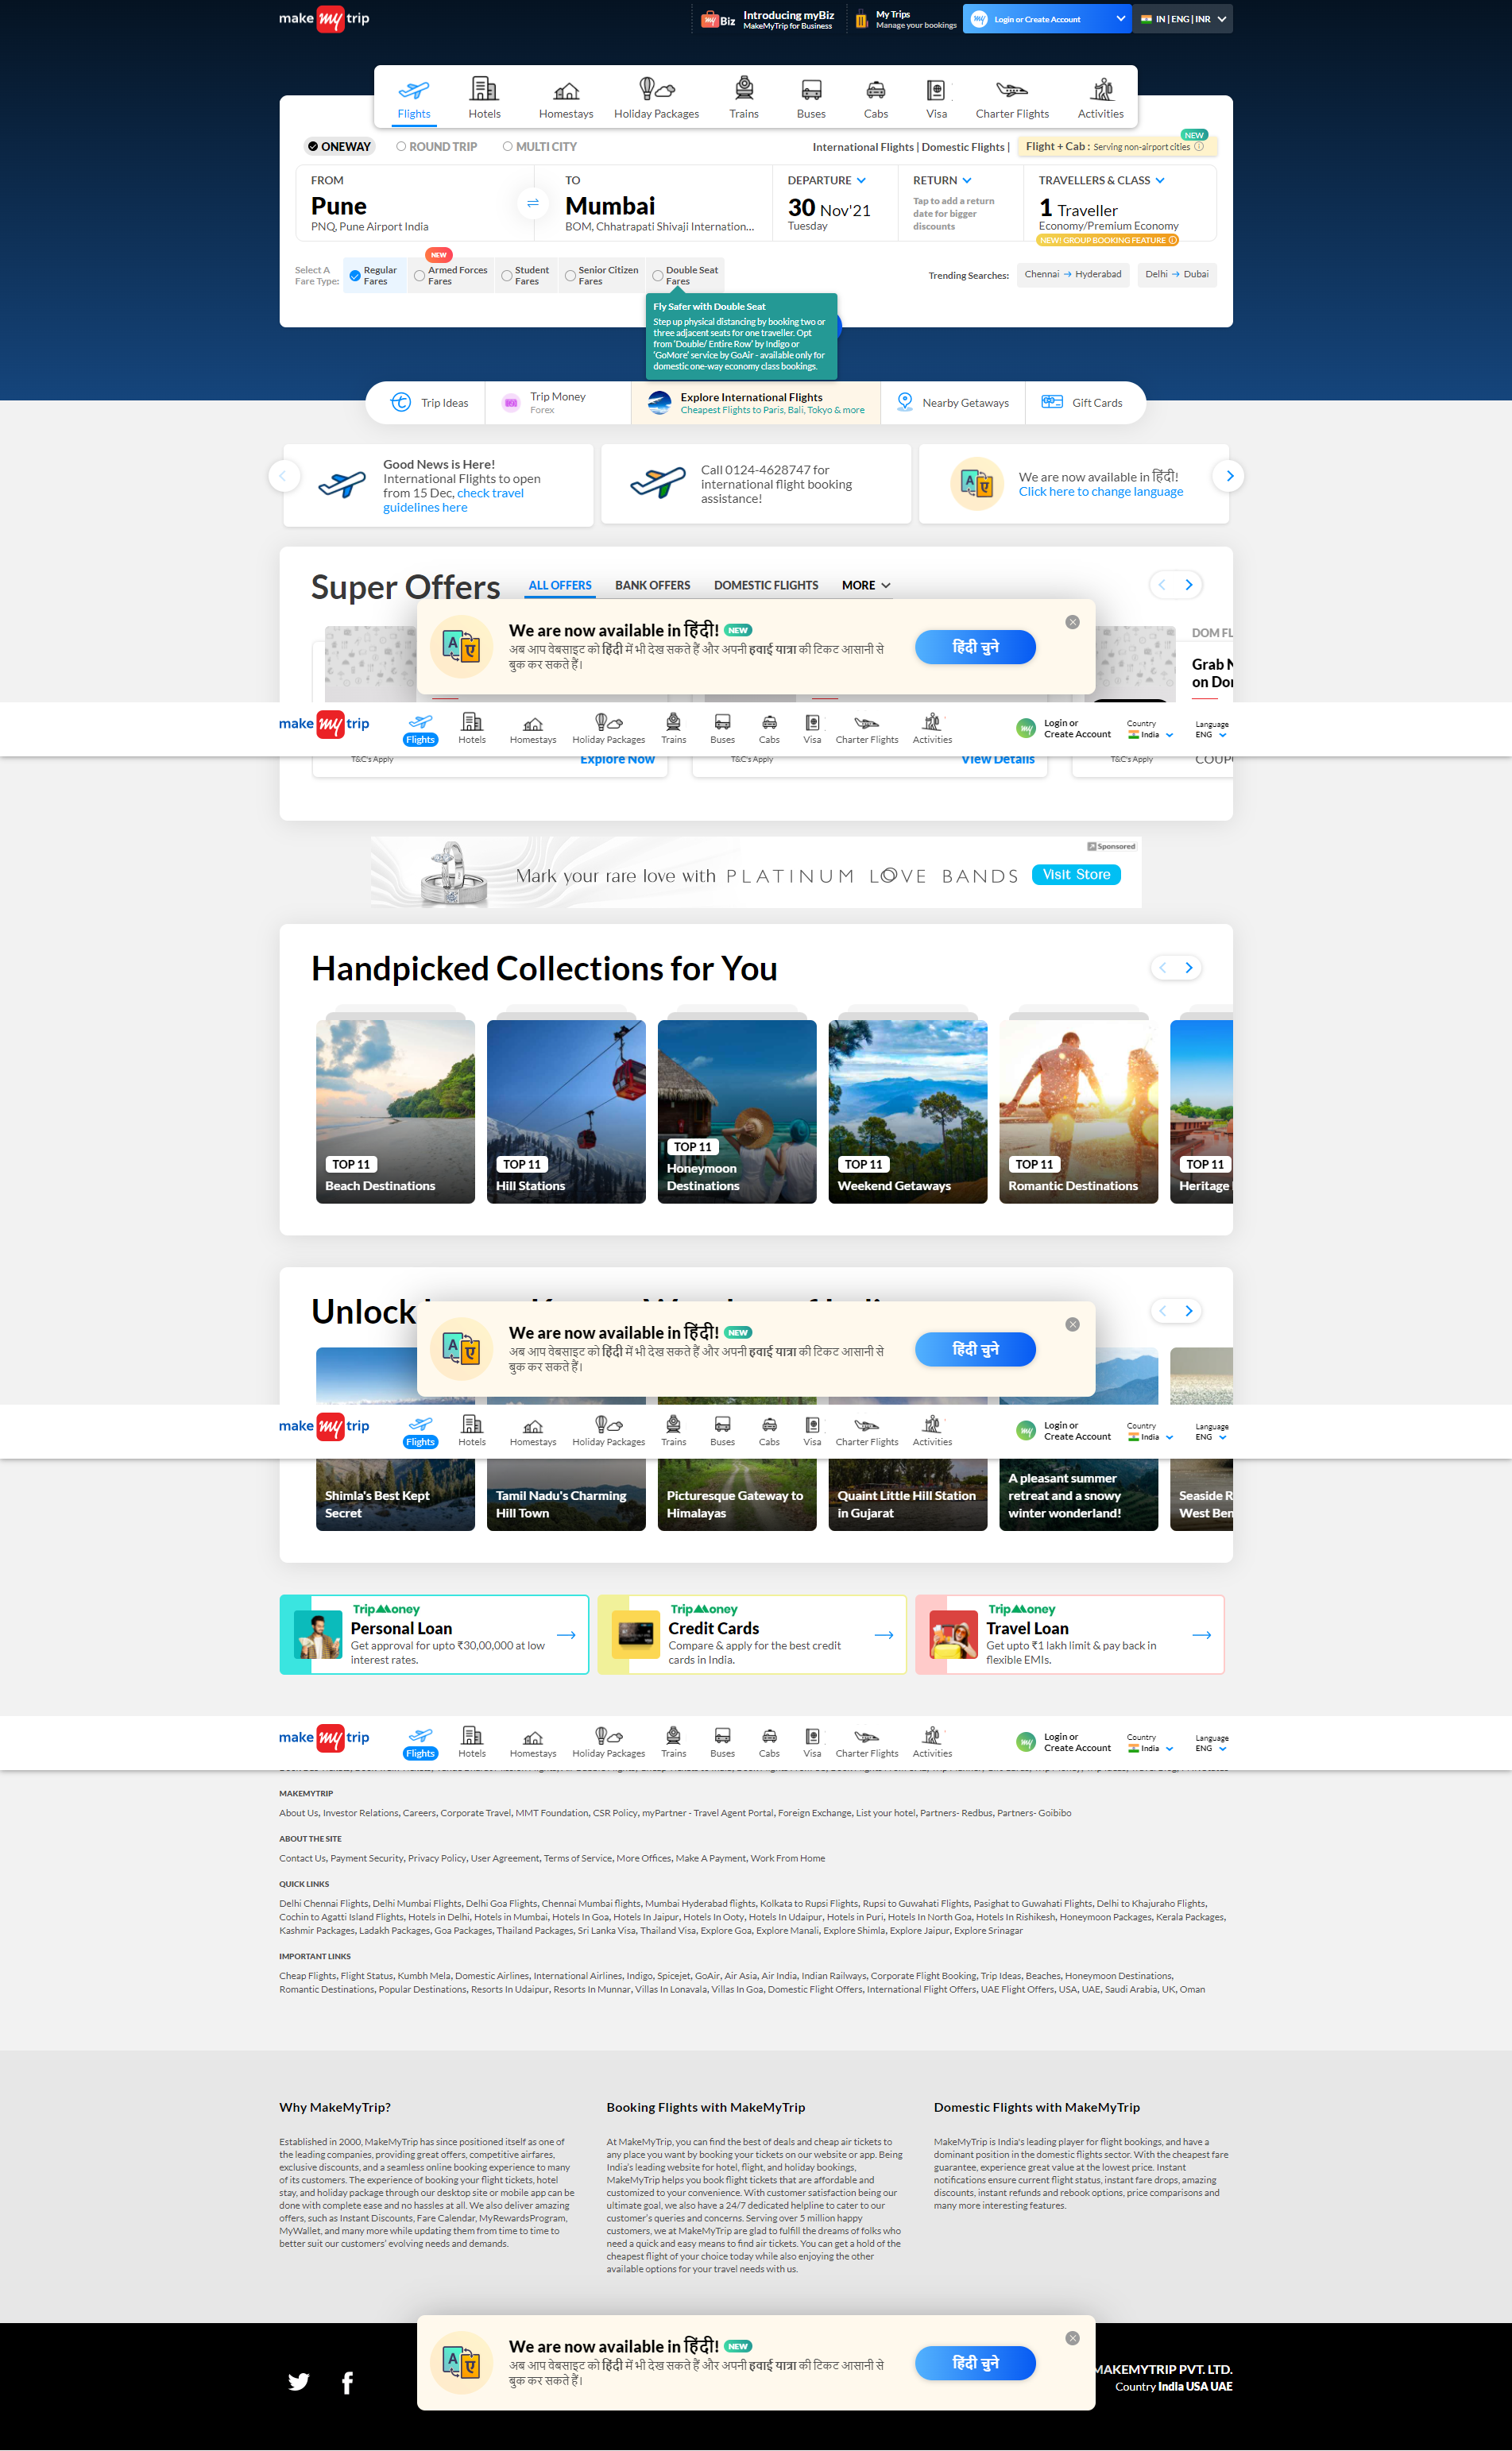 make my trip
myBiz
Introducing myBiz
MakeMyTrip for Business
My Trips
Manage your bookings
my Login or Create Account
IN | ENG | INR
Flights Hotels Homestays Holiday Packages Trains Buses Cabs Visa Charter Flights Activities
ONEWAY ROUND TRIP MULTI CITY
International Flights | Domestic Flights |
NEW
Flight + Cab : Serving non-airport cities
FROM
Pune
PNQ, Pune Airport India
TO
Mumbai
BOM, Chhatrapati Shivaji Internation...
DEPARTURE
30 Nov'21
Tuesday
RETURN
Tap to add a return
date for bigger
discounts
TRAVELLERS & CLASS
1 Traveller
Economy/Premium Economy
NEW! GROUP BOOKING FEATURE
Select A
Fare Type:
Regular
Fares
NEW
Armed Forces
Fares
Student
Fares
Senior Citizen
Fares
Double Seat
Fares
Trending Searches:
Chennai → Hyderabad
Delhi → Dubai
Fly Safer with Double Seat
Step up physical distancing by booking two or
three adjacent seats for one traveller. Opt
from 'Double/ Entire Row' by Indigo or
'GoMore' service by GoAir - available only for
domestic one-way economy class bookings.
Trip Ideas
Trip Money
Forex
Explore International Flights
Cheapest Flights to Paris, Bali, Tokyo & more
Nearby Getaways
Gift Cards
Good News is Here!
International Flights to open
from 15 Dec, check travel
guidelines here
Call 0124-4628747 for
international flight booking
assistance!
A ए
We are now available in हिंदी!
Click here to change language
Super Offers
ALL OFFERS BANK OFFERS DOMESTIC FLIGHTS MORE
A ए
We are now available in हिंदी! NEW
अब आप वेबसाइट को हिंदी में भी देख सकते हैं और अपनी हवाई यात्रा की टिकट आसानी से
बुक कर सकते हैं।
हिंदी चुने
DOM FL
Grab N
on Dor
make my trip
Flights Hotels Homestays Holiday Packages Trains Buses Cabs Visa Charter Flights Activities
my Login or
Create Account
Country
India
Language
ENG
T&C's Apply
Explore Now
T&C's Apply
View Details
T&C's Apply
COUP
Sponsored
Mark your rare love with PLATINUM LOVE BANDS Visit Store
Handpicked Collections for You
TOP 11
Beach Destinations
TOP 11
Hill Stations
TOP 11
Honeymoon
Destinations
TOP 11
Weekend Getaways
TOP 11
Romantic Destinations
TOP 11
Heritage
Unlock
A ए
We are now available in हिंदी! NEW
अब आप वेबसाइट को हिंदी में भी देख सकते हैं और अपनी हवाई यात्रा की टिकट आसानी से
बुक कर सकते हैं।
हिंदी चुने
make my trip
Flights Hotels Homestays Holiday Packages Trains Buses Cabs Visa Charter Flights Activities
my Login or
Create Account
Country
India
Language
ENG
Shimla's Best Kept
Secret
Tamil Nadu's Charming
Hill Town
Picturesque Gateway to
Himalayas
Quaint Little Hill Station
in Gujarat
A pleasant summer
retreat and a snowy
winter wonderland!
Seaside R
West Ben
TripMoney
Personal Loan
Get approval for upto ₹30,00,000 at low
interest rates.
TripMoney
Credit Cards
Compare & apply for the best credit
cards in India.
TripMoney
Travel Loan
Get upto ₹1 lakh limit & pay back in
flexible EMIs.
make my trip
Flights Hotels Homestays Holiday Packages Trains Buses Cabs Visa Charter Flights Activities
my Login or
Create Account
Country
India
Language
ENG
MAKEMYTRIP
About Us, Investor Relations, Careers, Corporate Travel, MMT Foundation, CSR Policy, myPartner - Travel Agent Portal, Foreign Exchange, List your hotel, Partners- Redbus, Partners- Goibibo
ABOUT THE SITE
Contact Us, Payment Security, Privacy Policy, User Agreement, Terms of Service, More Offices, Make A Payment, Work From Home
QUICK LINKS
Delhi Chennai Flights, Delhi Mumbai Flights, Delhi Goa Flights, Chennai Mumbai flights, Mumbai Hyderabad flights, Kolkata to Rupsi Flights, Rupsi to Guwahati Flights, Pasighat to Guwahati Flights, Delhi to Khajuraho Flights,
Cochin to Agatti Island Flights, Hotels in Delhi, Hotels in Mumbai, Hotels In Goa, Hotels In Jaipur, Hotels In Ooty, Hotels In Udaipur, Hotels in Puri, Hotels In North Goa, Hotels In Rishikesh, Honeymoon Packages, Kerala Packages,
Kashmir Packages, Ladakh Packages, Goa Packages, Thailand Packages, Sri Lanka Visa, Thailand Visa, Explore Goa, Explore Manali, Explore Shimla, Explore Jaipur, Explore Srinagar
IMPORTANT LINKS
Cheap Flights, Flight Status, Kumbh Mela, Domestic Airlines, International Airlines, Indigo, Spicejet, GoAir, Air Asia, Air India, Indian Railways, Corporate Flight Booking, Trip Ideas, Beaches, Honeymoon Destinations,
Romantic Destinations, Popular Destinations, Resorts In Udaipur, Resorts In Munnar, Villas In Lonavala, Villas In Goa, Domestic Flight Offers, International Flight Offers, UAE Flight Offers, USA, UAE, Saudi Arabia, UK, Oman
Why MakeMyTrip?
Established in 2000, MakeMyTrip has since positioned itself as one of
the leading companies, providing great offers, competitive airfares,
exclusive discounts, and a seamless online booking experience to many
of its customers. The experience of booking your flight tickets, hotel
stay, and holiday package through our desktop site or mobile app can be
done with complete ease and no hassles at all. We also deliver amazing
offers, such as Instant Discounts, Fare Calendar, MyRewardsProgram,
MyWallet, and many more while updating them from time to time to
better suit our customers' evolving needs and demands.
Booking Flights with MakeMyTrip
At MakeMyTrip, you can find the best of deals and cheap air tickets to
any place you want by booking your tickets on our website or app. Being
India's leading website for hotel, flight, and holiday bookings,
MakeMyTrip helps you book flight tickets that are affordable and
customized to your convenience. With customer satisfaction being our
ultimate goal, we also have a 24/7 dedicated helpline to cater to our
customer's queries and concerns. Serving over 5 million happy
customers, we at MakeMyTrip are glad to fulfill the dreams of folks who
need a quick and easy means to find air tickets. You can get a hold of the
cheapest flight of your choice today while also enjoying the other
available options for your travel needs with us.
Domestic Flights with MakeMyTrip
MakeMyTrip is India's leading player for flight bookings, and have a
dominant position in the domestic flights sector. With the cheapest fare
guarantee, experience great value at the lowest price. Instant
notifications ensure current flight status, instant fare drops, amazing
discounts, instant refunds and rebook options, price comparisons and
many more interesting features.
A ए
We are now available in हिंदी! NEW
अब आप वेबसाइट को हिंदी में भी देख सकते हैं और अपनी हवाई यात्रा की टिकट आसानी से
बुक कर सकते हैं।
हिंदी चुने
MAKEMYTRIP PVT. LTD.
Country India USA UAE